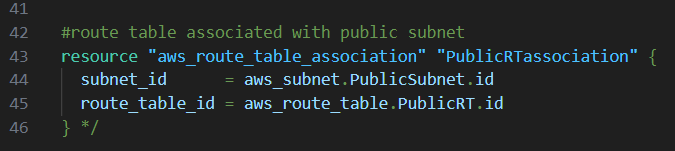 41
42 #route table associated with public subnet
43 resource "aws_route_table_association" "PublicRTassociation" {
44   subnet_id      = aws_subnet.PublicSubnet.id
45   route_table_id = aws_route_table.PublicRT.id
46 } */